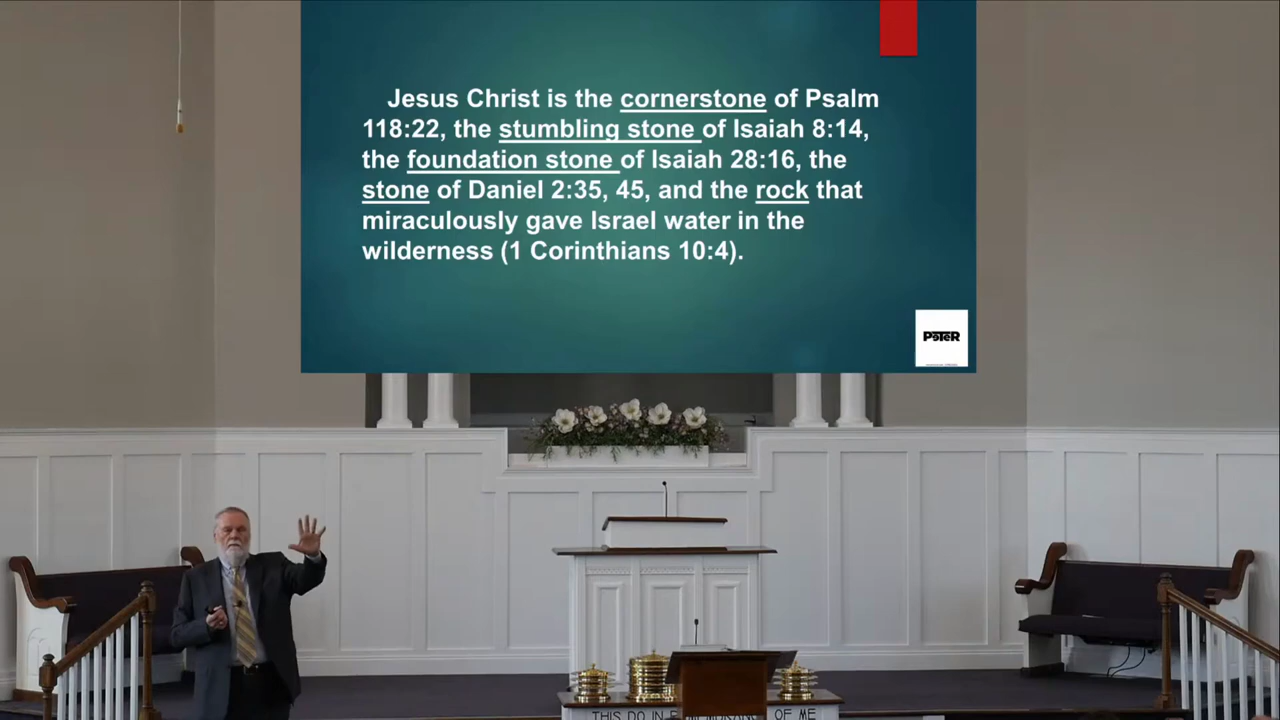 Jesus Christ is the cornerstone of Psalm
118:22, the stumbling stone of Isaiah 8:14,
the foundation stone of Isaiah 28:16, the
stone of Daniel 2:35, 45, and the rock that
miraculously gave Israel water in the
wilderness (1 Corinthians 10:4).
PeTeR
THIS DO IN OF ME